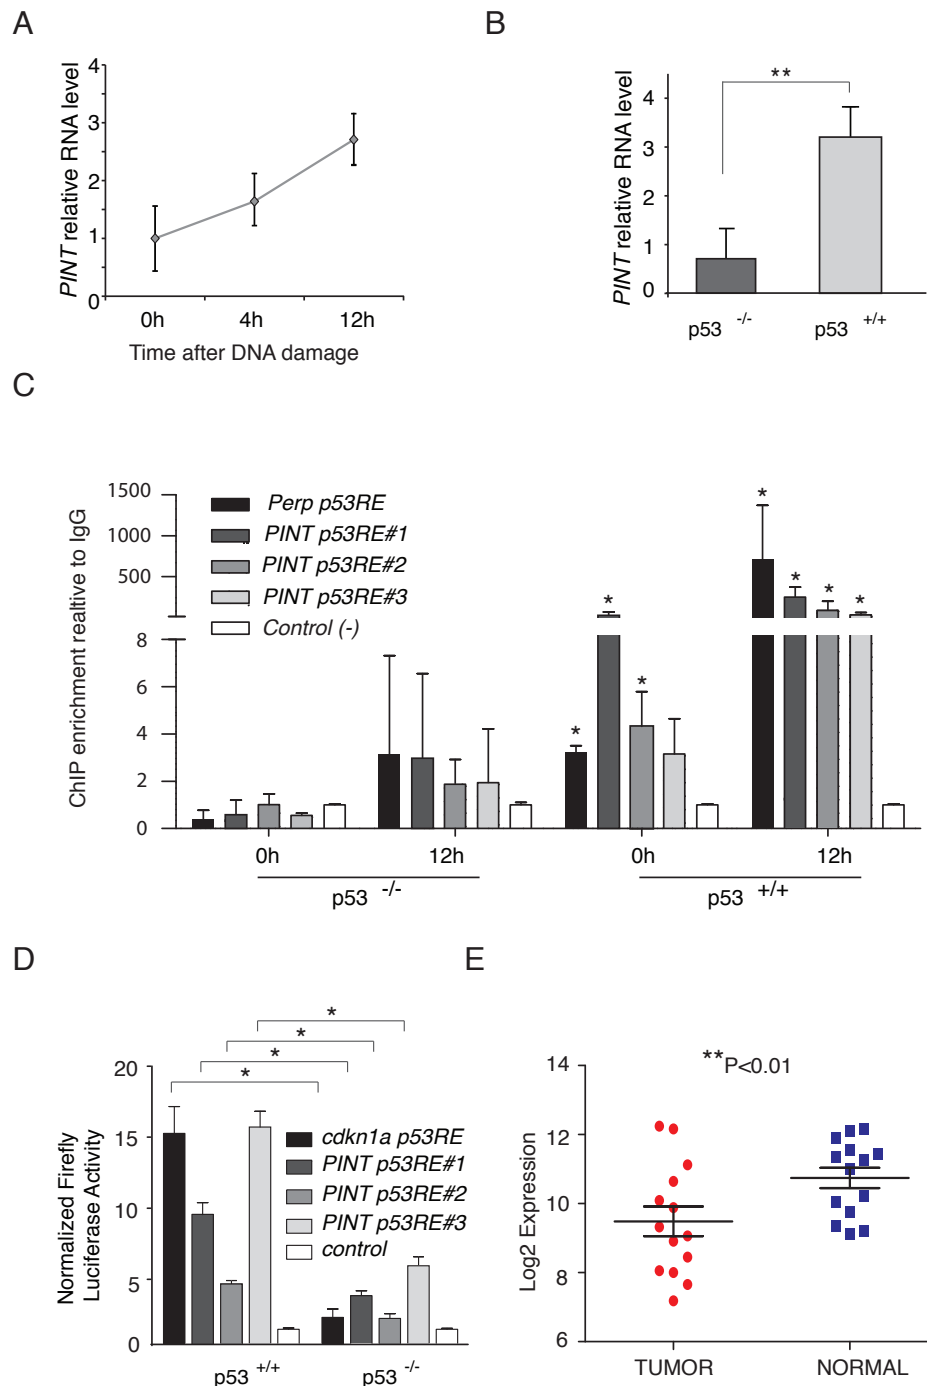 A
PINT relative RNA level
4
3
2
1
0
0h 4h 12h
Time after DNA damage
B
PINT relative RNA level
4
3
2
1
0
**
p53 -/- p53 +/+
C
ChIP enrichment realtive to IgG
1500
1000
500
8
6
4
2
0
Perp p53RE
PINT p53RE#1
PINT p53RE#2
PINT p53RE#3
Control (-)
* * * * * * *
0h 12h 0h 12h
p53 -/- p53 +/+
D
Normalized Firefly
Luciferase Activity
20
15
10
5
0
*
*
*
*
cdkn1a p53RE
PINT p53RE#1
PINT p53RE#2
PINT p53RE#3
control
p53 +/+ p53 -/-
E
Log2 Expression
14
12
10
8
6
**P<0.01
TUMOR NORMAL